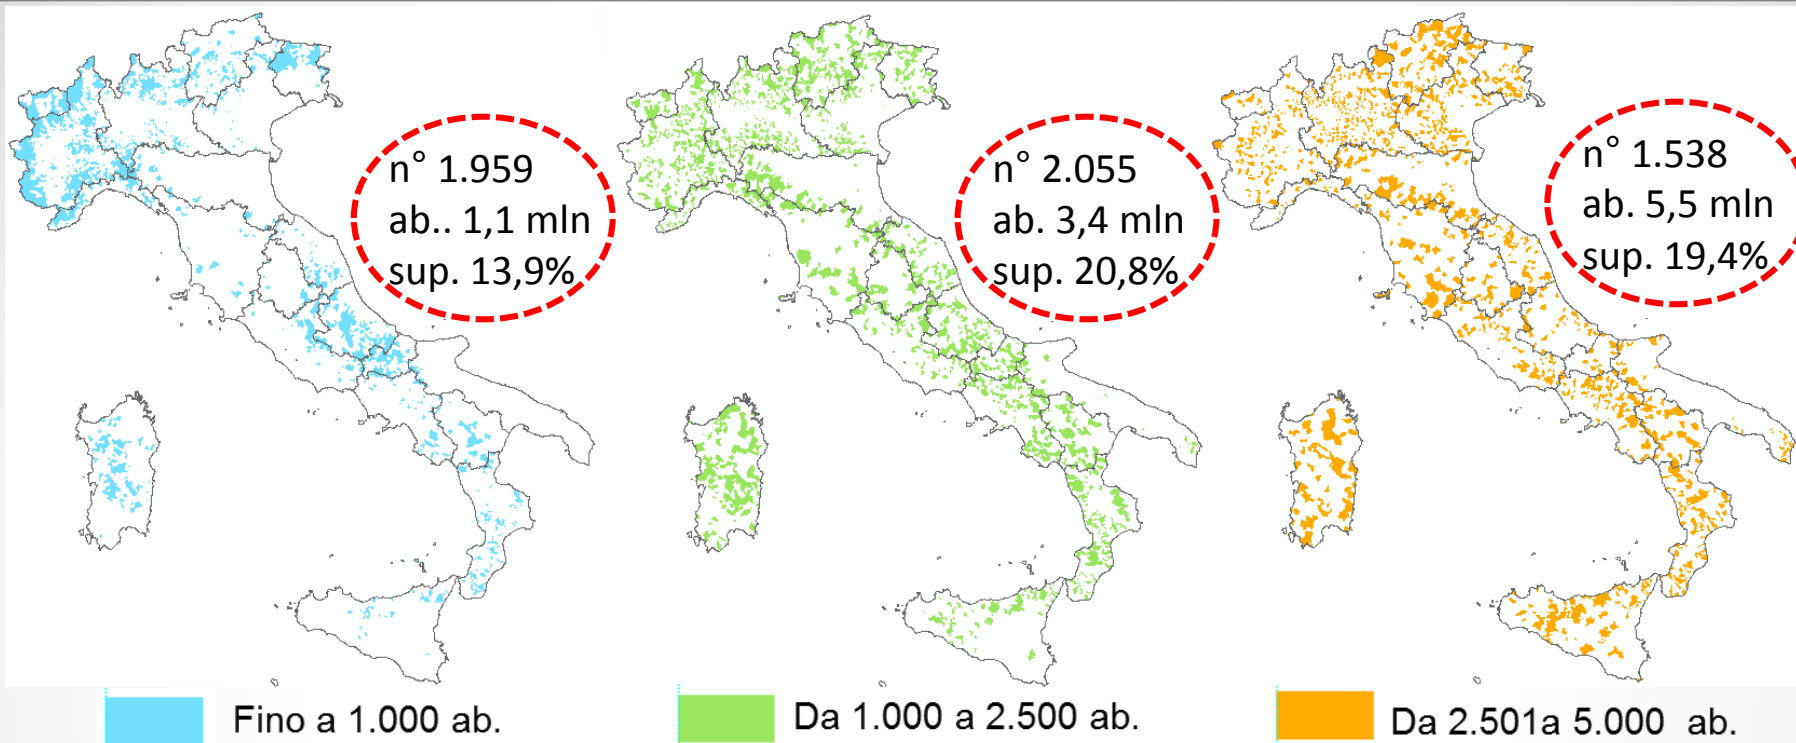 n° 1.959
ab.. 1,1 mln
sup. 13,9%
n° 2.055
ab. 3,4 mln
sup. 20,8%
n° 1.538
ab. 5,5 mln
sup. 19,4%
Fino a 1.000 ab.
Da 1.000 a 2.500 ab.
Da 2.501a 5.000 ab.